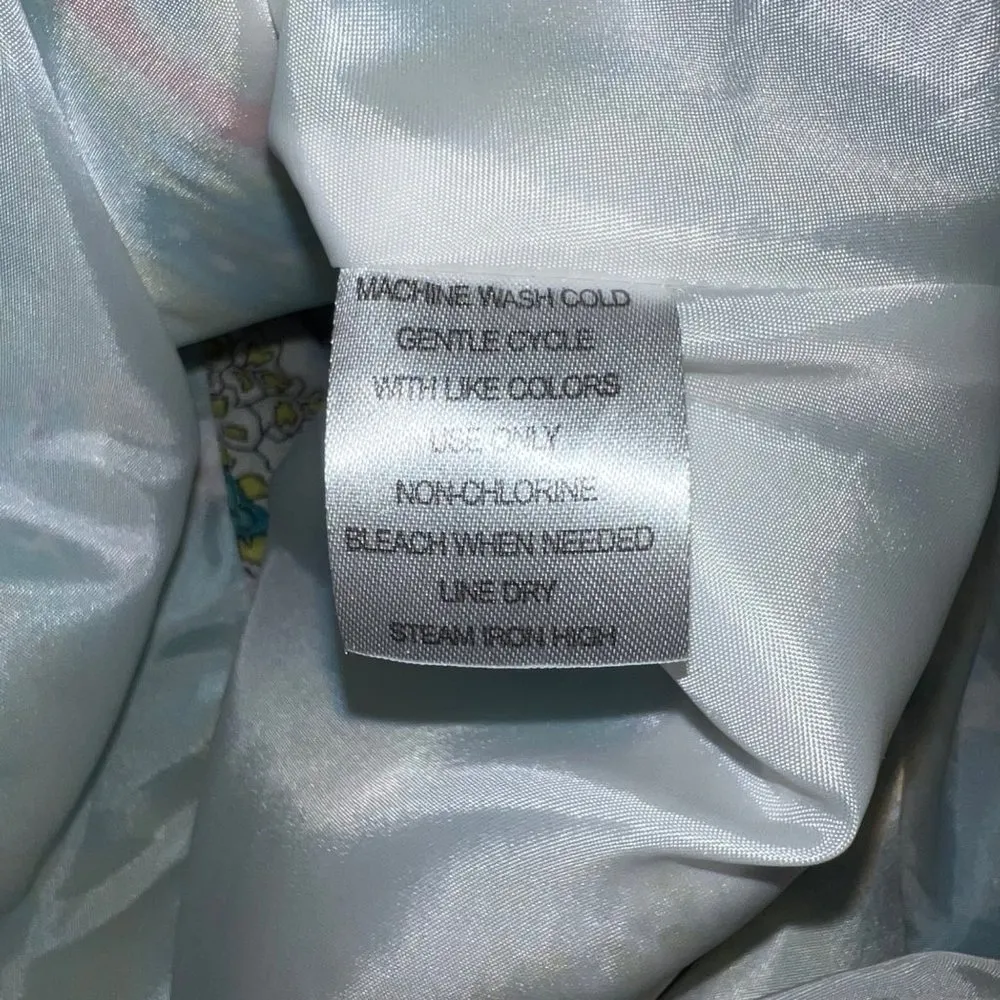 MACHINE WASH COLD
GENTLE CYCLE
WITH LIKE COLORS
USE ONLY
NON-CHLORINE
BLEACH WHEN NEEDED
LINE DRY
STEAM IRON HIGH